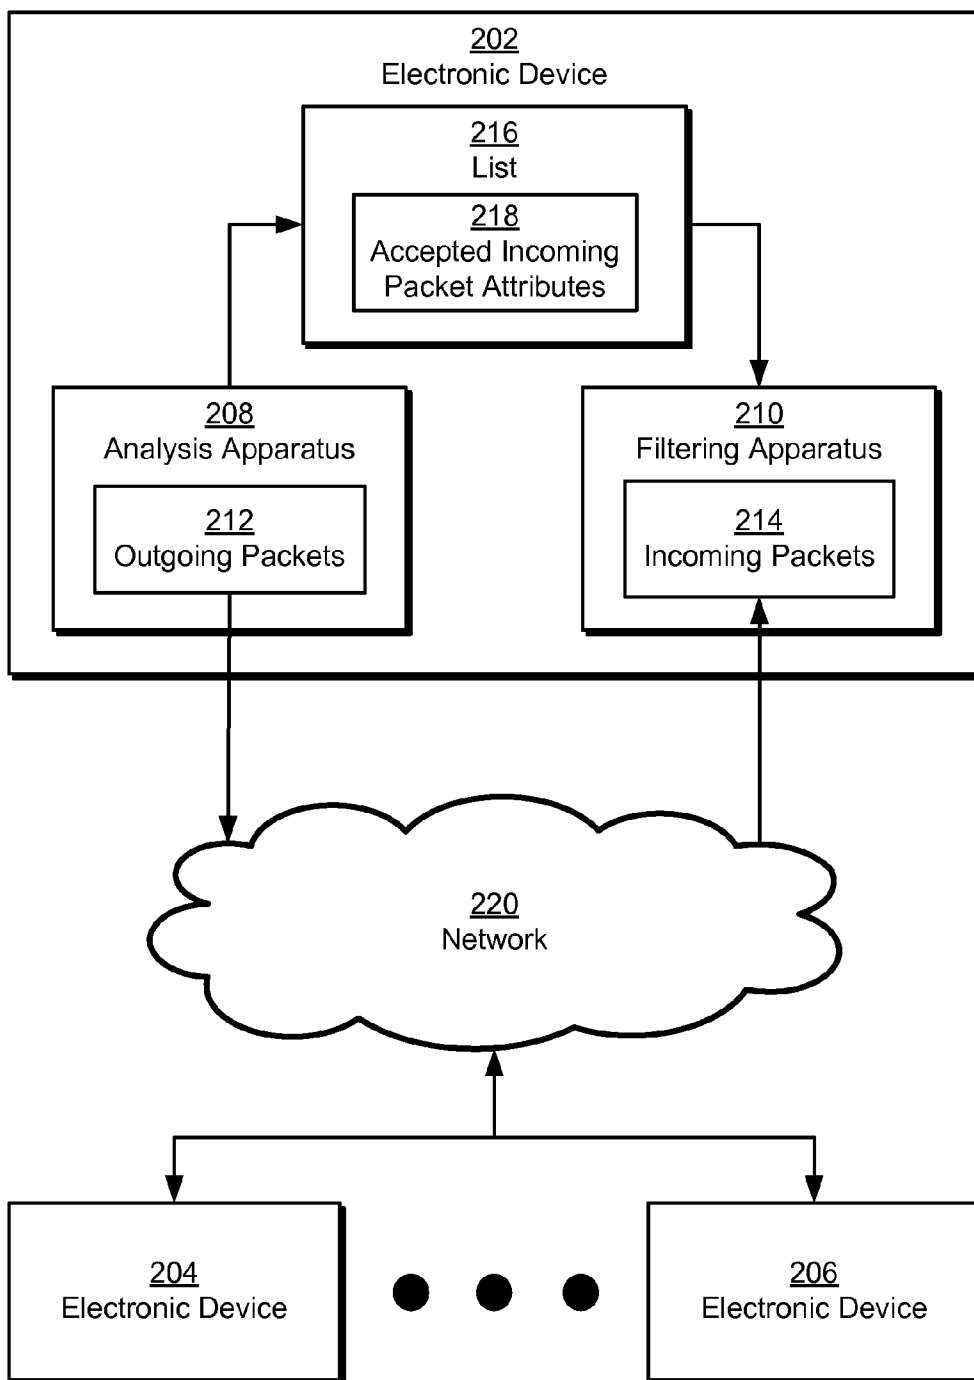 202
Electronic Device
216
List
218
Accepted Incoming
Packet Attributes
208
Analysis Apparatus
212
Outgoing Packets
210
Filtering Apparatus
214
Incoming Packets
220
Network
204
Electronic Device
206
Electronic Device